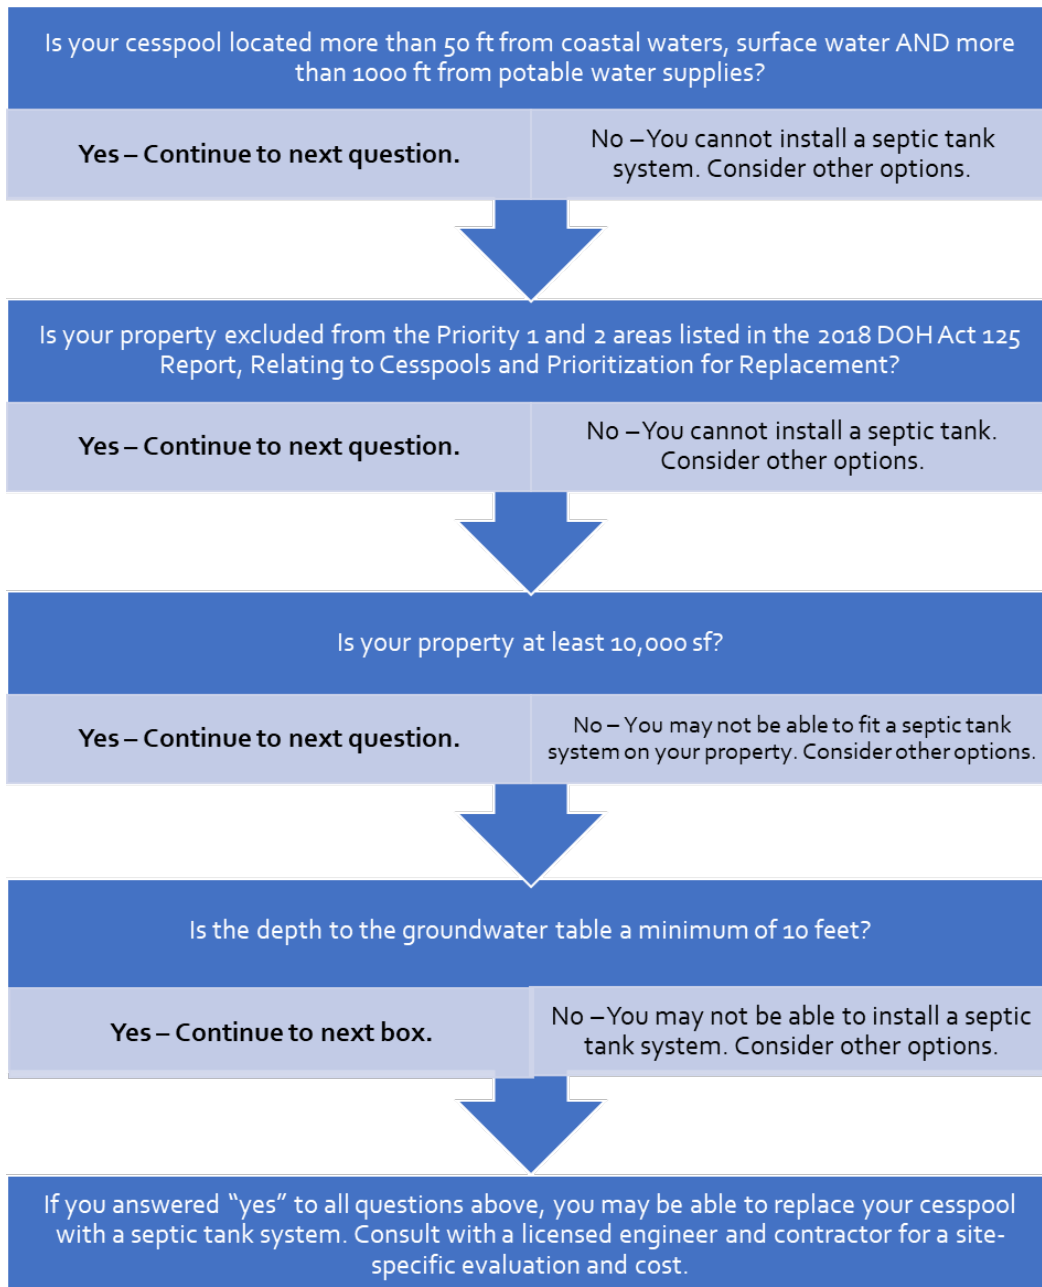 Is your cesspool located more than 50 ft from coastal waters, surface water AND more
than 1000 ft from potable water supplies?
Yes – Continue to next question.
No – You cannot install a septic tank
system. Consider other options.
Is your property excluded from the Priority 1 and 2 areas listed in the 2018 DOH Act 125
Report, Relating to Cesspools and Prioritization for Replacement?
Yes – Continue to next question.
No – You cannot install a septic tank.
Consider other options.
Is your property at least 10,000 sf?
Yes – Continue to next question.
No – You may not be able to fit a septic tank
system on your property. Consider other options.
Is the depth to the groundwater table a minimum of 10 feet?
Yes – Continue to next box.
No – You may not be able to install a septic
tank system. Consider other options.
If you answered “yes” to all questions above, you may be able to replace your cesspool
with a septic tank system. Consult with a licensed engineer and contractor for a site-
specific evaluation and cost.